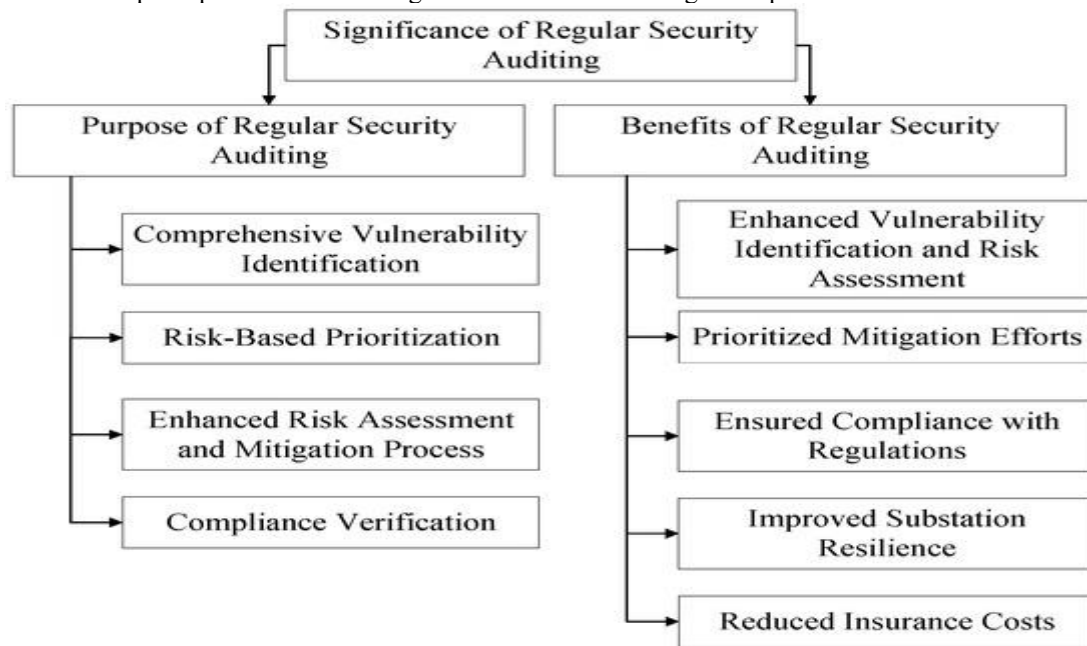 Significance of Regular Security
Auditing
Purpose of Regular Security
Auditing
Comprehensive Vulnerability
Identification
Risk-Based Prioritization
Enhanced Risk Assessment
and Mitigation Process
Compliance Verification
Benefits of Regular Security
Auditing
Enhanced Vulnerability
Identification and Risk
Assessment
Prioritized Mitigation Efforts
Ensured Compliance with
Regulations
Improved Substation
Resilience
Reduced Insurance Costs